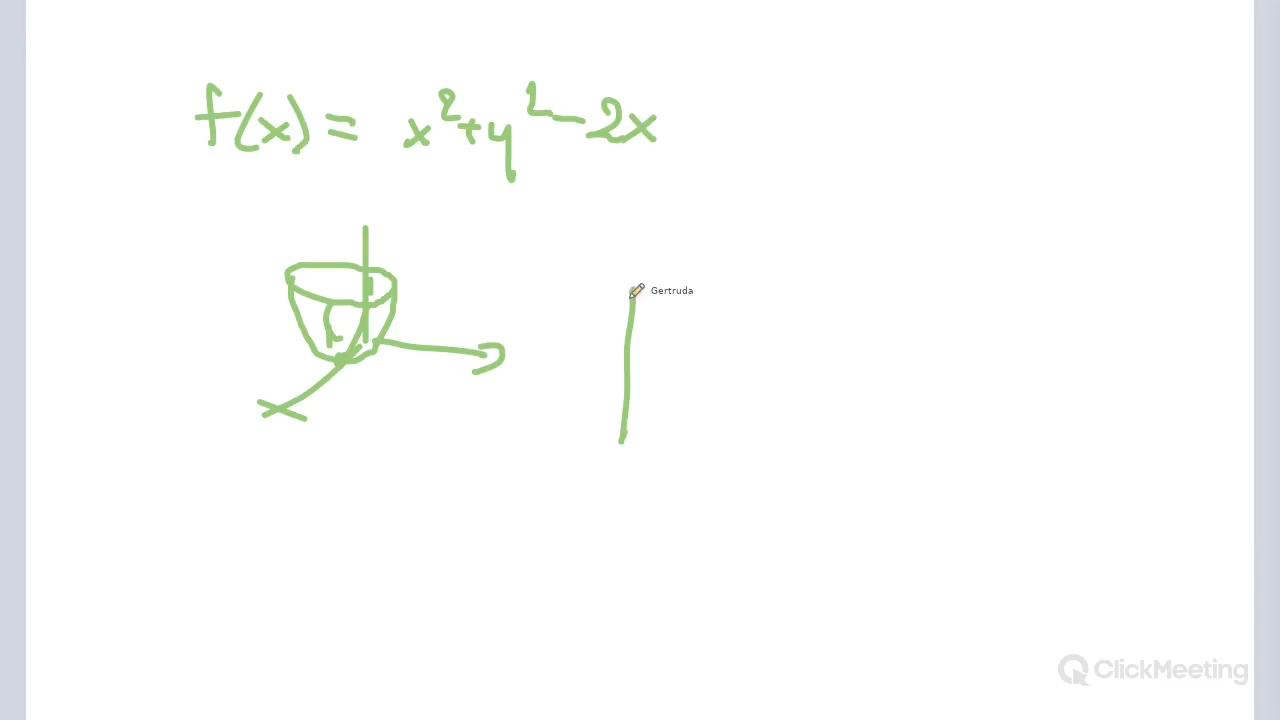 f(x) = x²+y²-2x
Gertruda
x
ClickMeeting